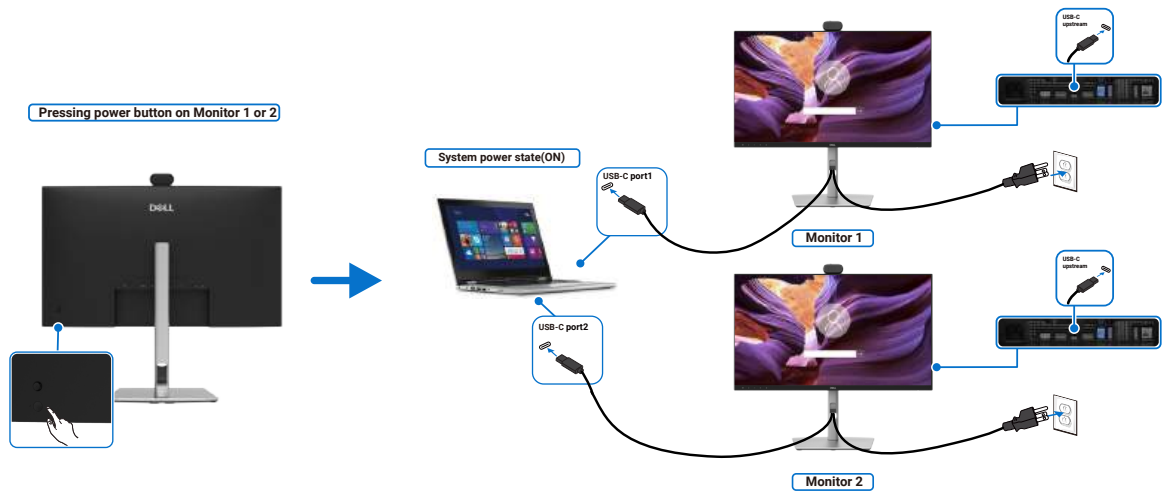 Pressing power button on Monitor 1 or 2
DELL
System power state(ON)
USB-C port1
USB-C
upstream
Monitor 1
USB-C port2
USB-C
upstream
Monitor 2